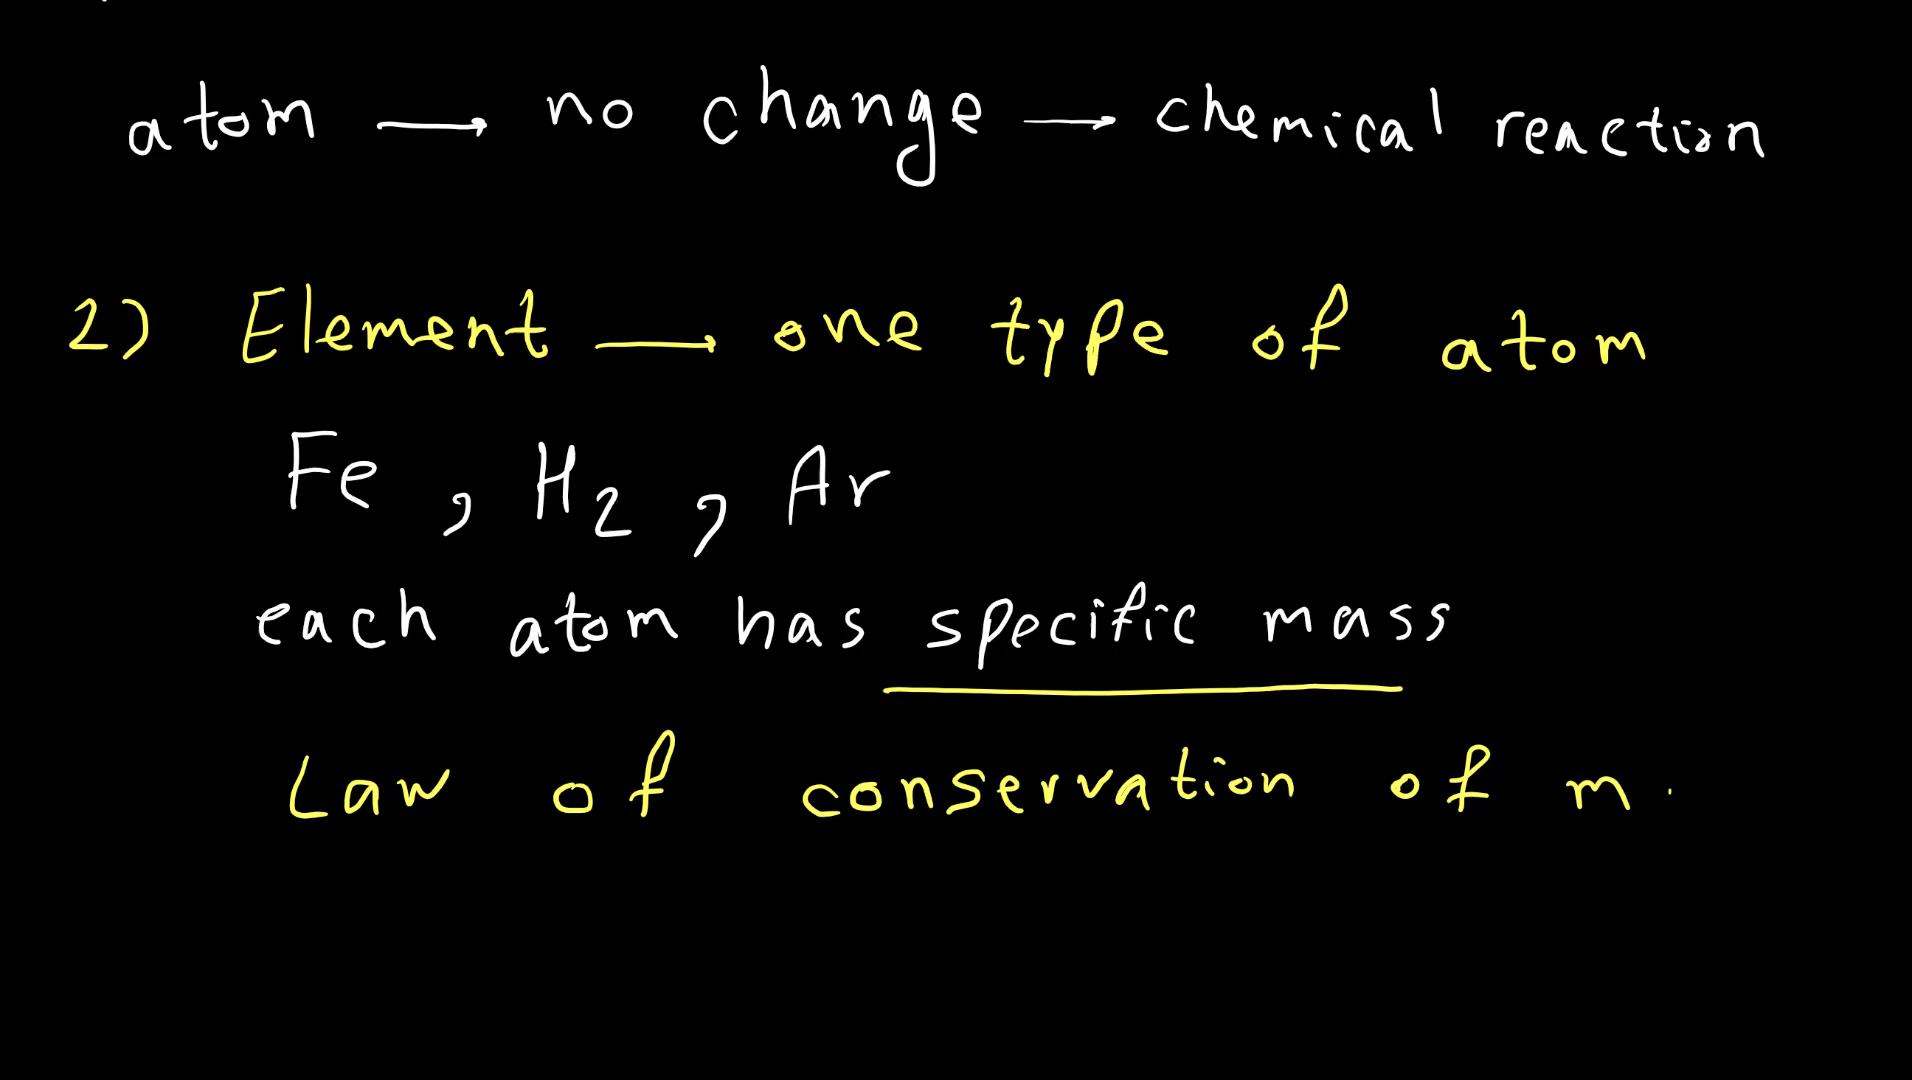 atom → no change → chemical reaction
2) Element → one type of atom
Fe, H₂, Ar
each atom has specific mass
Law of conservation of m.